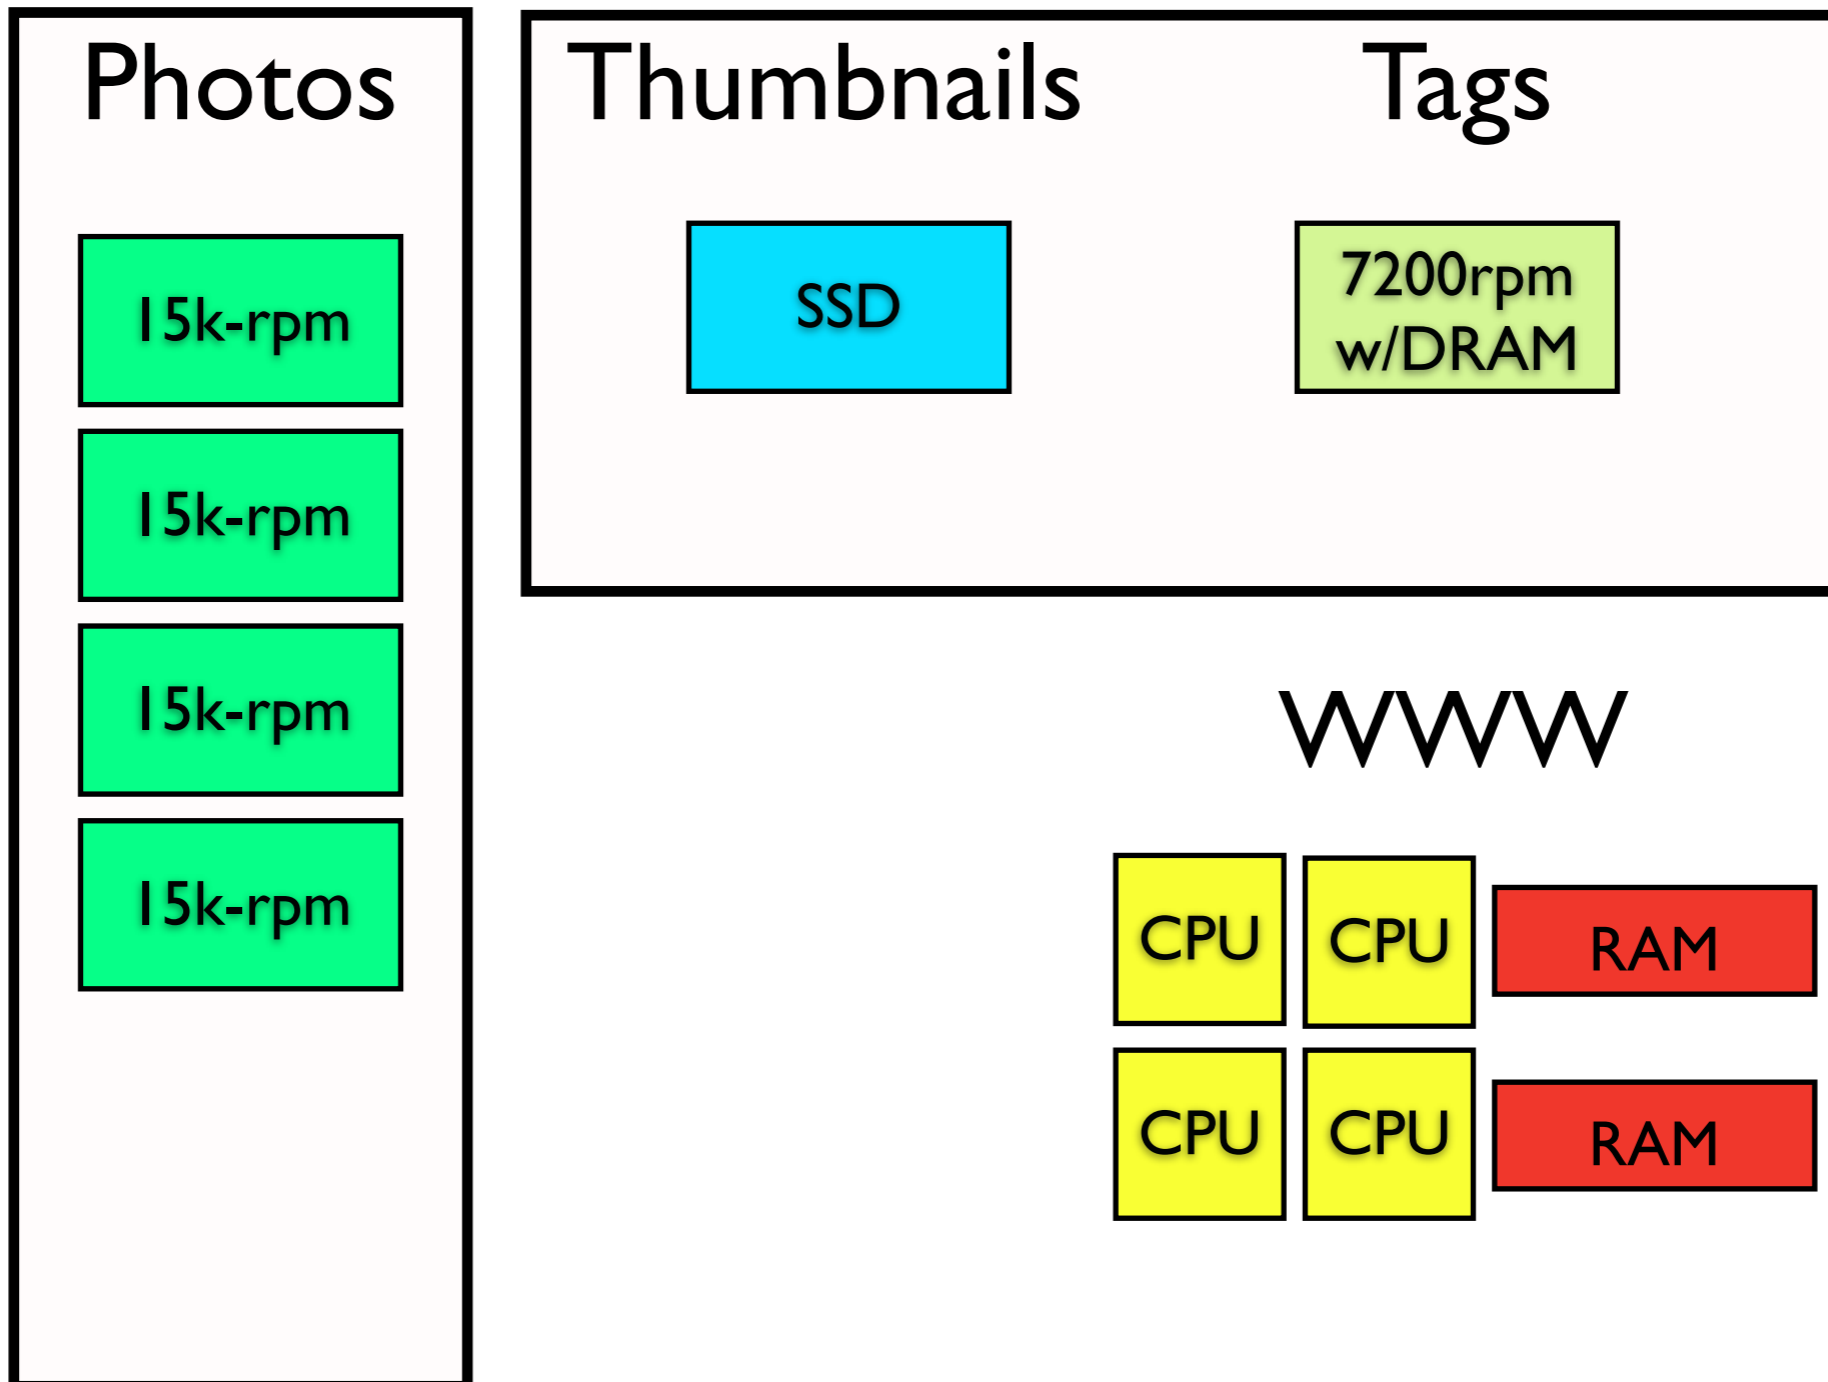 Photos
15k-rpm
15k-rpm
15k-rpm
15k-rpm
Thumbnails
Tags
SSD
7200rpm
w/DRAM
WWW
CPU
CPU
RAM
CPU
CPU
RAM